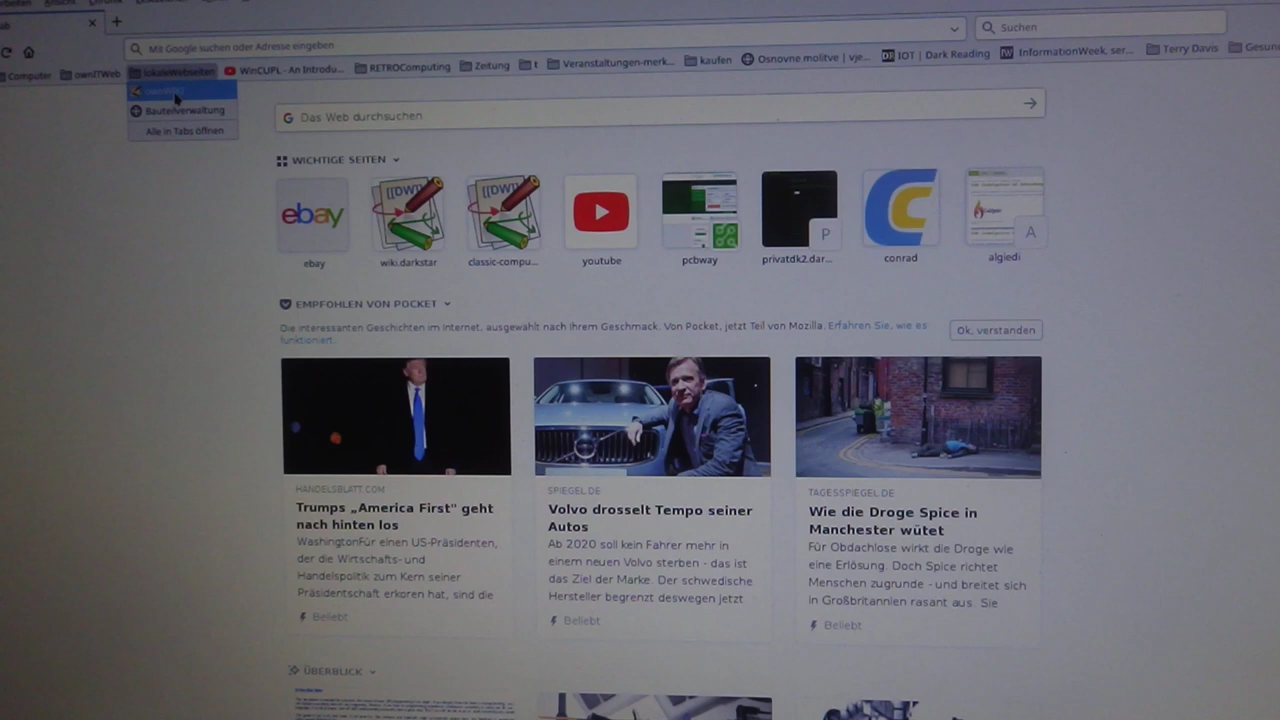 Mit Google suchen oder Adresse eingeben
Suchen
Computer ownITWeb lokaleWebseiten WinCUPL - An Introdu... RETROComputing Zeitung t Veranstaltungen-merk... kaufen Osnovne molitve | vje... DR IOT | Dark Reading IW InformationWeek, ser... Terry Davis Gesun
Bauteilverwaltung
Alle in Tabs öffnen
Das Web durchsuchen
WICHTIGE SEITEN
ebay
[[DW]]
[[DW]]
P
A
ebay
wiki.darkstar
classic-compu...
youtube
pcbway
privatdk2.dar...
conrad
algiedi
EMPFOHLEN VON POCKET
Die interessanten Geschichten im Internet, ausgewählt nach Ihrem Geschmack. Von Pocket, jetzt Teil von Mozilla. Erfahren Sie, wie es
funktioniert.
Ok, verstanden
HANDELSBLATT.COM
Trumps „America First" geht
nach hinten los
WashingtonFür einen US-Präsidenten,
der die Wirtschafts- und
Handelspolitik zum Kern seiner
Präsidentschaft erkoren hat, sind die
Beliebt
SPIEGEL.DE
Volvo drosselt Tempo seiner
Autos
Ab 2020 soll kein Fahrer mehr in
einem neuen Volvo sterben - das ist
das Ziel der Marke. Der schwedische
Hersteller begrenzt deswegen jetzt
Beliebt
TAGESSPIEGEL.DE
Wie die Droge Spice in
Manchester wütet
Für Obdachlose wirkt die Droge wie
eine Erlösung. Doch Spice richtet
Menschen zugrunde - und breitet sich
in Großbritannien rasant aus. Sie
Beliebt
ÜBERBLICK